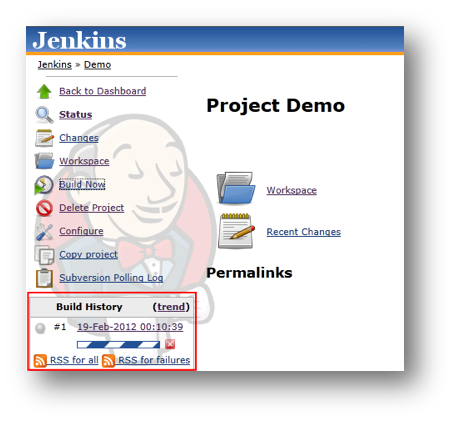 Jenkins
Jenkins » Demo
Back to Dashboard
Status
Changes
Workspace
Build Now
Delete Project
Configure
Copy project
Subversion Polling Log
Project Demo
Workspace
Recent Changes
Permalinks
Build History (trend)
#1 19-Feb-2012 00:10:39
RSS for all RSS for failures